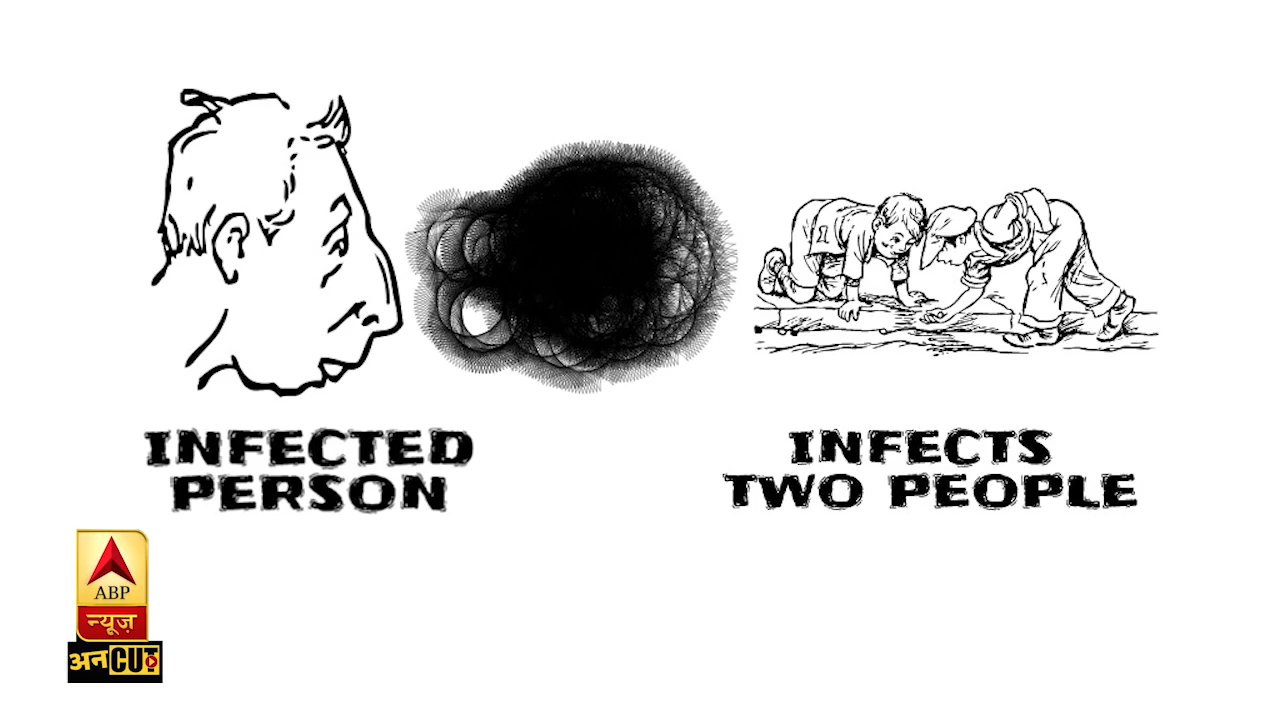 INFECTED
PERSON
INFECTS
TWO PEOPLE
ABP
न्यूज़
अनCUT